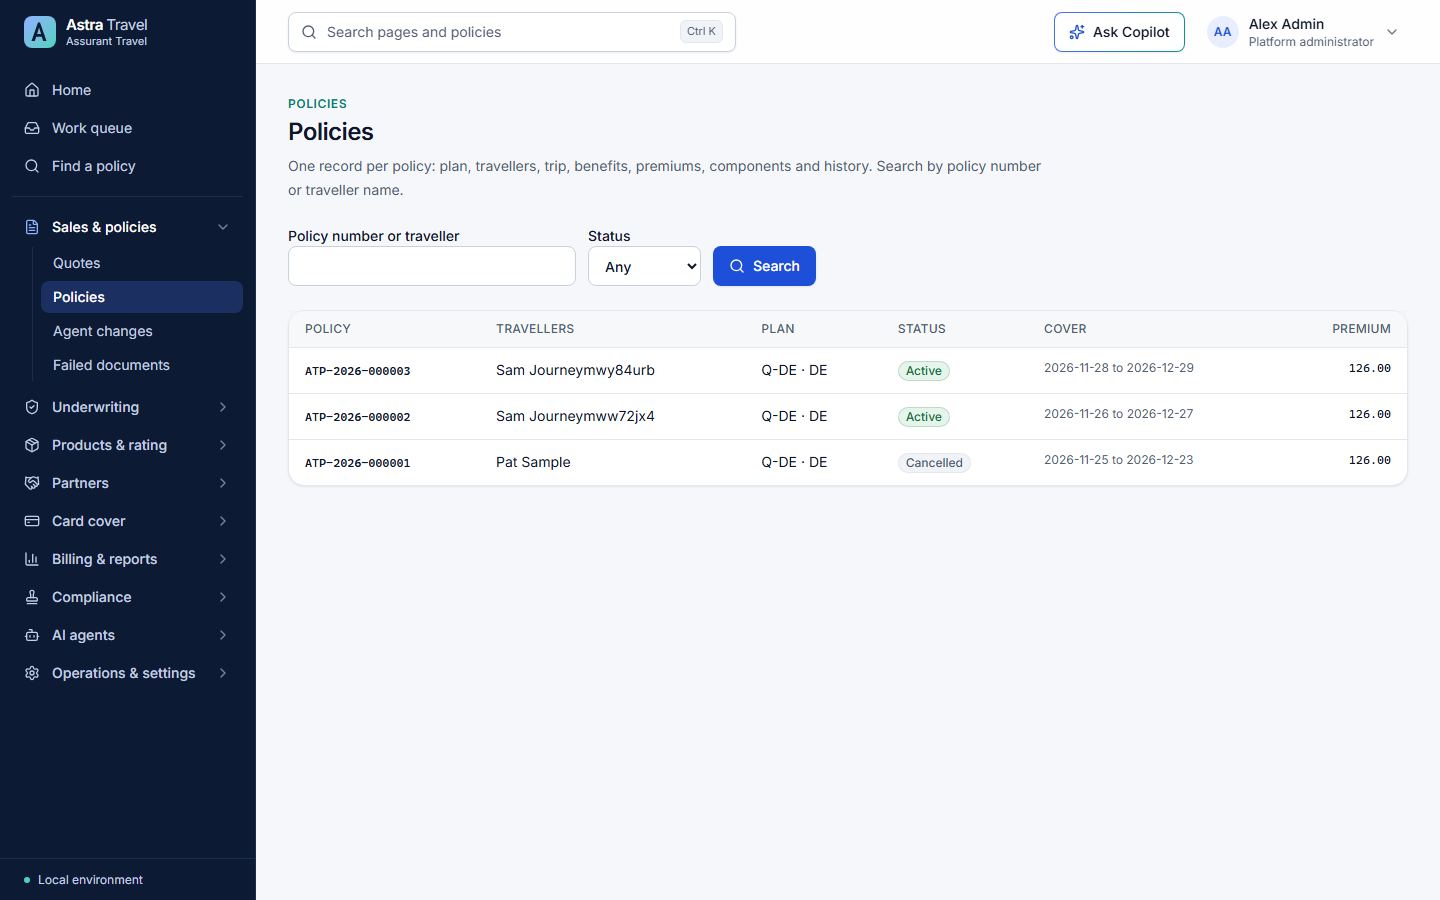 Astra Travel
Assurant Travel
Search pages and policies
Ctrl K
Ask Copilot
AA
Alex Admin
Platform administrator
Home
Work queue
Find a policy
Sales & policies
Quotes
Policies
Agent changes
Failed documents
Underwriting
Products & rating
Partners
Card cover
Billing & reports
Compliance
AI agents
Operations & settings
Local environment
POLICIES
Policies
One record per policy: plan, travellers, trip, benefits, premiums, components and history. Search by policy number
or traveller name.
Policy number or traveller
Status
Any
Search
POLICY TRAVELLERS PLAN STATUS COVER PREMIUM
ATP-2026-000003 Sam Journeymwy84urb Q-DE · DE Active 2026-11-28 to 2026-12-29 126.00
ATP-2026-000002 Sam Journeymww72jx4 Q-DE · DE Active 2026-11-26 to 2026-12-27 126.00
ATP-2026-000001 Pat Sample Q-DE · DE Cancelled 2026-11-25 to 2026-12-23 126.00